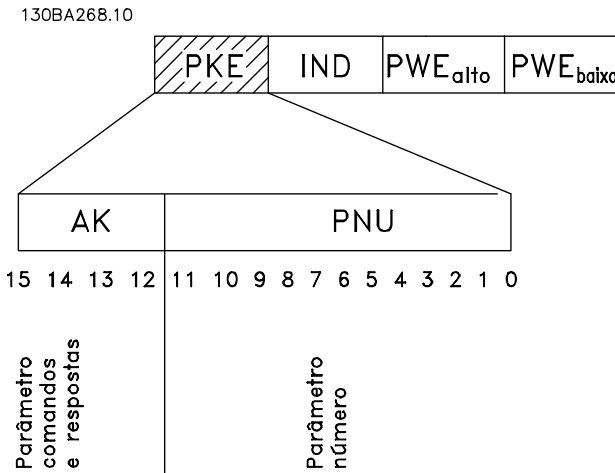 130BA268.10
PKE IND PWEalto PWEbaixo
AK PNU
15 14 13 12 11 10 9 8 7 6 5 4 3 2 1 0
Parâmetro
comandos
e respostas
Parâmetro
número